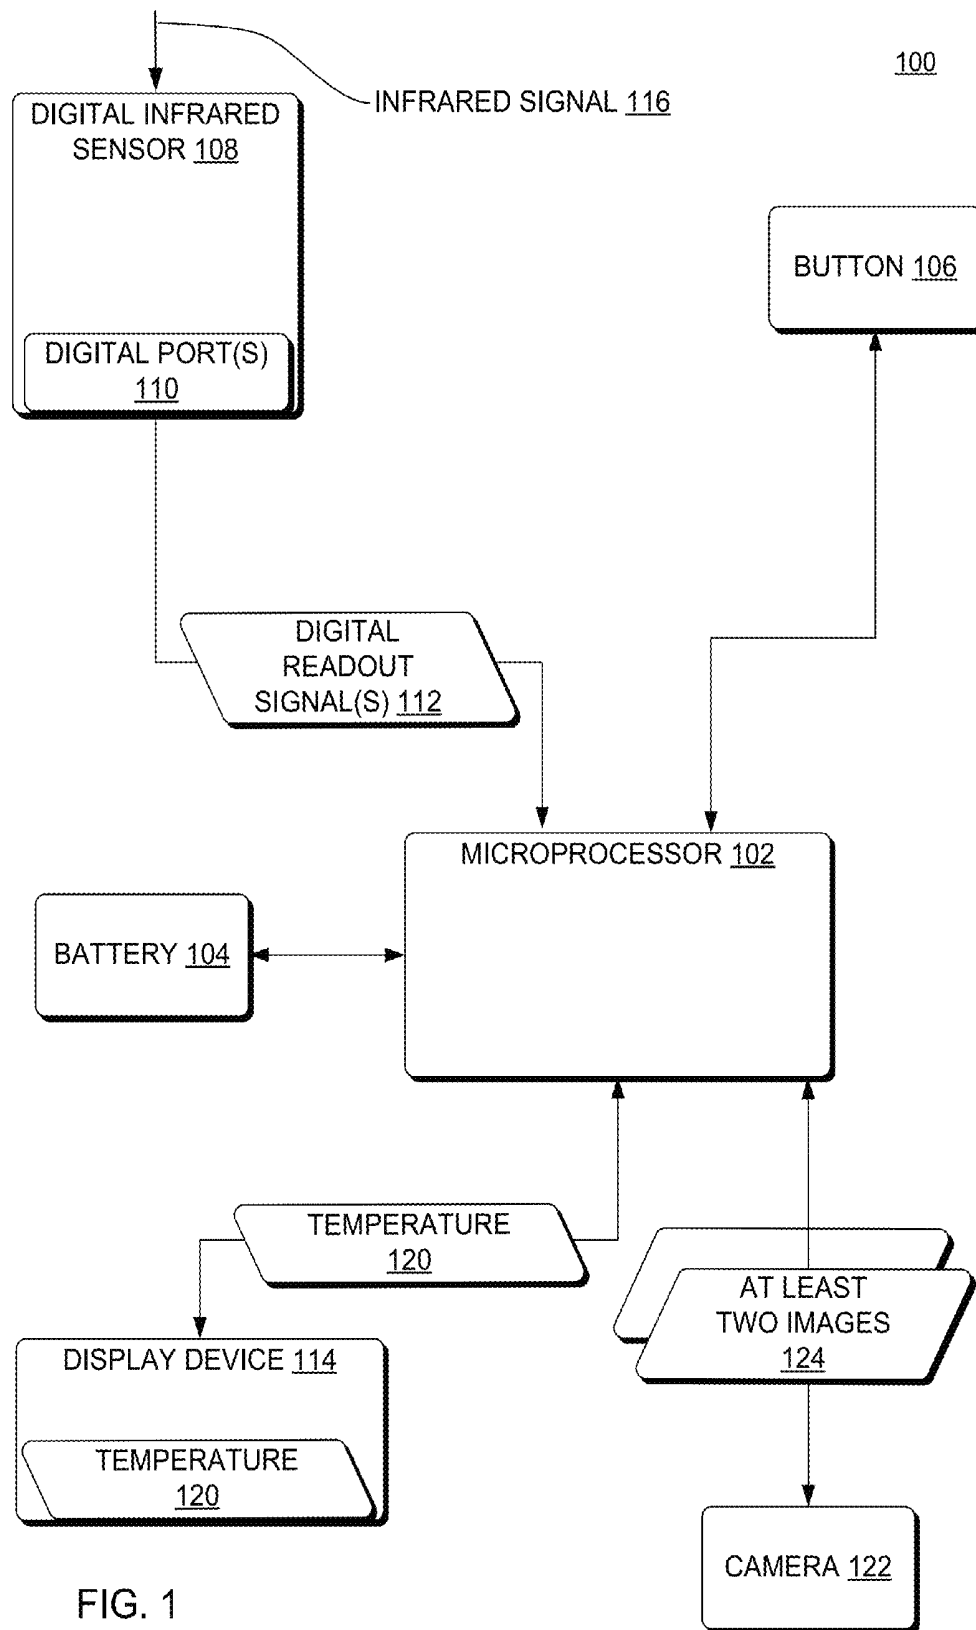 100
INFRARED SIGNAL 116
DIGITAL INFRARED
SENSOR 108
BUTTON 106
DIGITAL PORT(S)
110
DIGITAL
READOUT
SIGNAL(S) 112
MICROPROCESSOR 102
BATTERY 104
TEMPERATURE
120
AT LEAST
TWO IMAGES
124
DISPLAY DEVICE 114
TEMPERATURE
120
CAMERA 122
FIG. 1